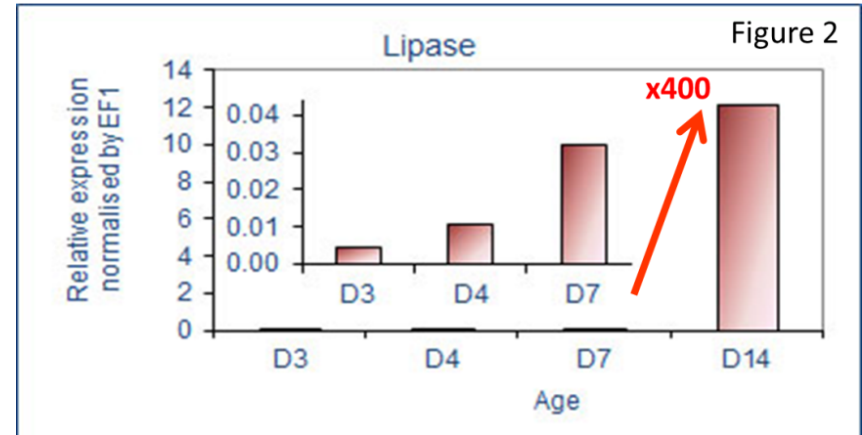 Figure 2
Lipase
Relative expression
normalised by EF1
14
12
10
8
6
4
2
0
0.04
0.03
0.02
0.01
0.00
D3 D4 D7
x400
D3 D4 D7 D14
Age